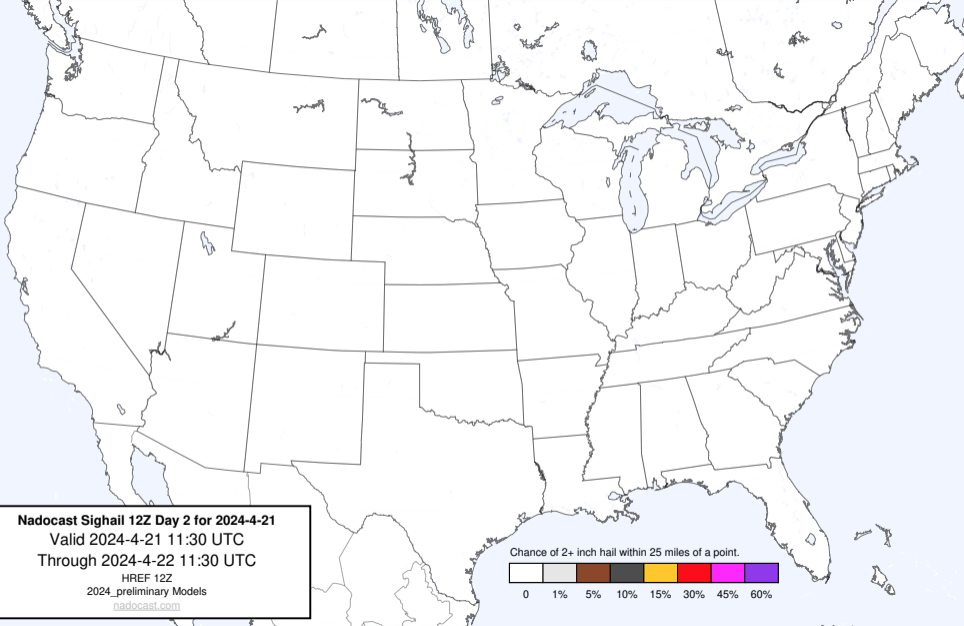 Nadocast Sighail 12Z Day 2 for 2024-4-21
Valid 2024-4-21 11:30 UTC
Through 2024-4-22 11:30 UTC
HREF 12Z
2024_preliminary Models
nadocast.com
Chance of 2+ inch hail within 25 miles of a point.
0 1% 5% 10% 15% 30% 45% 60%